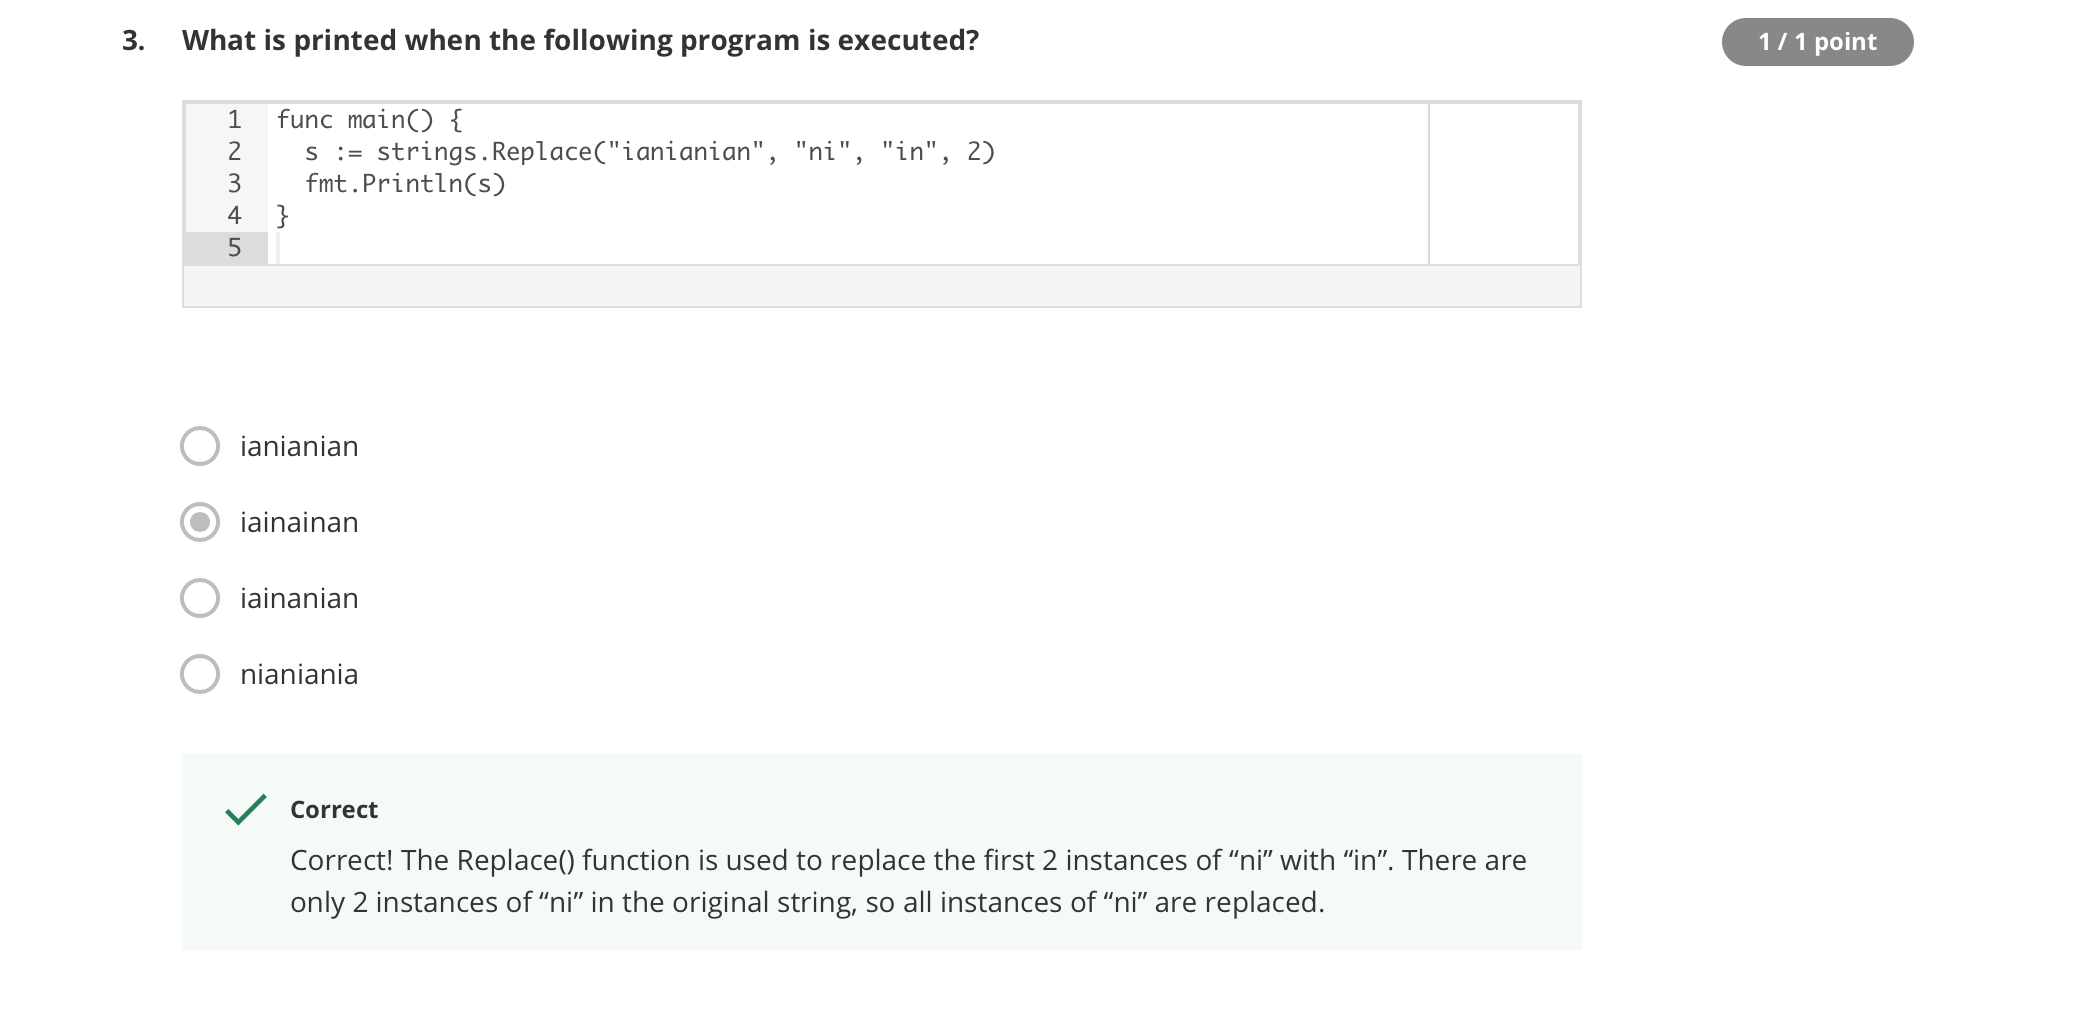 3. What is printed when the following program is executed?
1 / 1 point
1 func main() {
2   s := strings.Replace("ianianian", "ni", "in", 2)
3   fmt.Println(s)
4 }
5
ianianian
iainainan
iainanian
nianiania
Correct
Correct! The Replace() function is used to replace the first 2 instances of “ni” with “in”. There are
only 2 instances of “ni” in the original string, so all instances of “ni” are replaced.